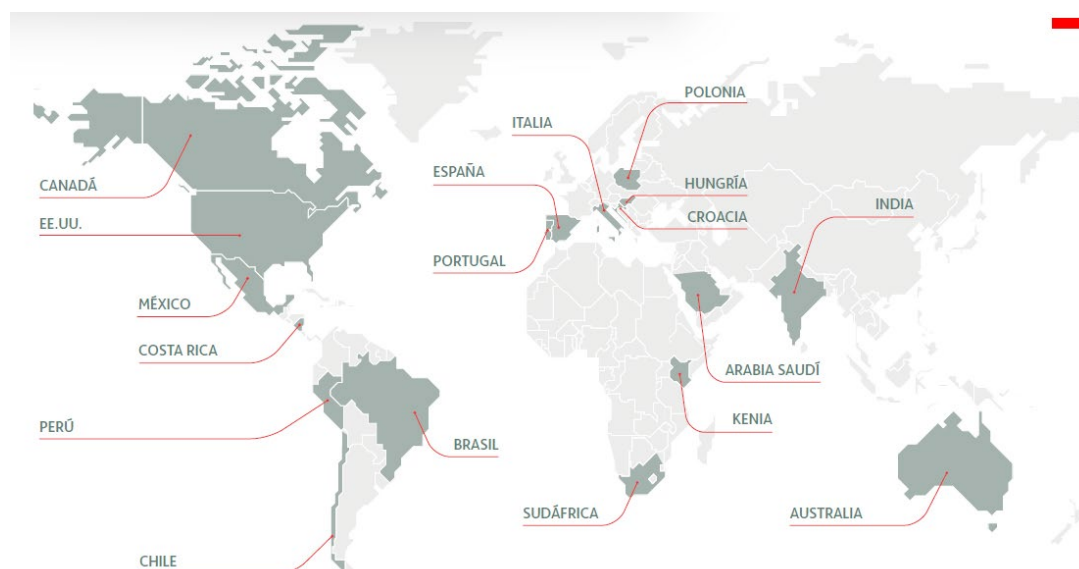 POLONIA
ITALIA
ESPAÑA
HUNGRÍA
CANADÁ
INDIA
CROACIA
EE.UU.
PORTUGAL
MÉXICO
COSTA RICA
ARABIA SAUDÍ
PERÚ
KENIA
BRASIL
SUDÁFRICA
AUSTRALIA
CHILE